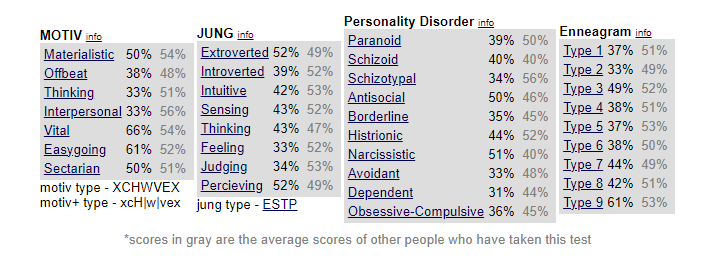 MOTIV info
Materialistic 50% 54%
Offbeat 38% 48%
Thinking 33% 51%
Interpersonal 33% 56%
Vital 66% 54%
Easygoing 61% 52%
Sectarian 50% 51%
motiv type - XCHWVEX
motiv+ type - xcH|w|vex
JUNG info
Extroverted 52% 49%
Introverted 39% 52%
Intuitive 42% 53%
Sensing 43% 52%
Thinking 43% 47%
Feeling 33% 52%
Judging 34% 53%
Percieving 52% 49%
jung type - ESTP
Personality Disorder info
Paranoid 39% 50%
Schizoid 40% 40%
Schizotypal 34% 56%
Antisocial 50% 46%
Borderline 35% 45%
Histrionic 44% 52%
Narcissistic 51% 40%
Avoidant 33% 48%
Dependent 31% 44%
Obsessive-Compulsive 36% 45%
Enneagram info
Type 1 37% 51%
Type 2 33% 49%
Type 3 49% 52%
Type 4 38% 51%
Type 5 37% 53%
Type 6 38% 50%
Type 7 44% 49%
Type 8 42% 51%
Type 9 61% 53%
*scores in gray are the average scores of other people who have taken this test